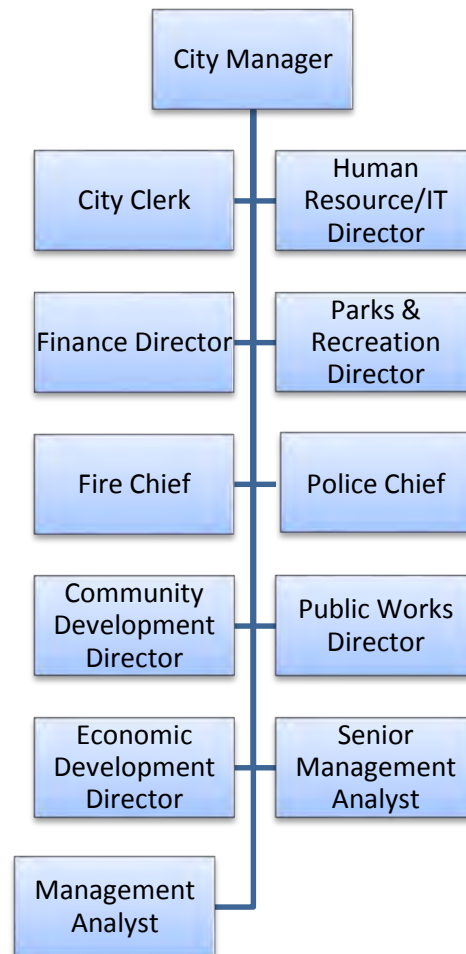 City Manager
City Clerk
Human
Resource/IT
Director
Finance Director
Parks &
Recreation
Director
Fire Chief
Police Chief
Community
Development
Director
Public Works
Director
Economic
Development
Director
Senior
Management
Analyst
Management
Analyst